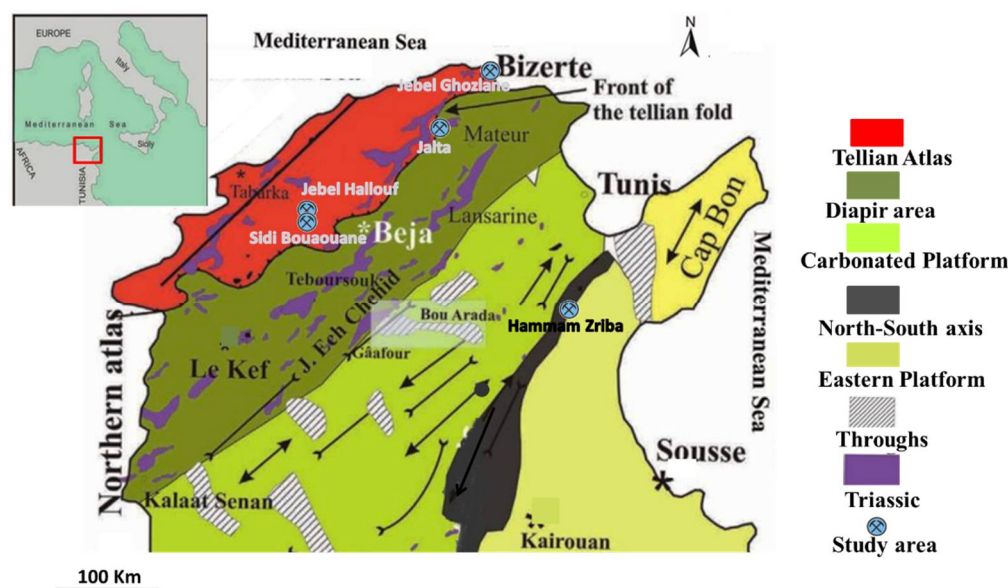 EUROPE
Italy
Mediterranean Sea
Sicily
AFRICA
TUNISIA
Mediterranean Sea
N
Bizerte
Jebel Ghozlane
Front of
the tellian fold
Jalta
Mateur
Tunis
Tabarka
Jebel Hallouf
Sidi Bouaouane
*Beja
Lansarine
Cap Bon
Mediterranean Sea
Teboursouk
J. Ech Chehid
Bou Arada
Hammam Zriba
Gâafour
Le Kef
Northern atlas
Sousse
Kalaat Senan
Kairouan
100 Km
Tellian Atlas
Diapir area
Carbonated Platform
North-South axis
Eastern Platform
Throughs
Triassic
Study area